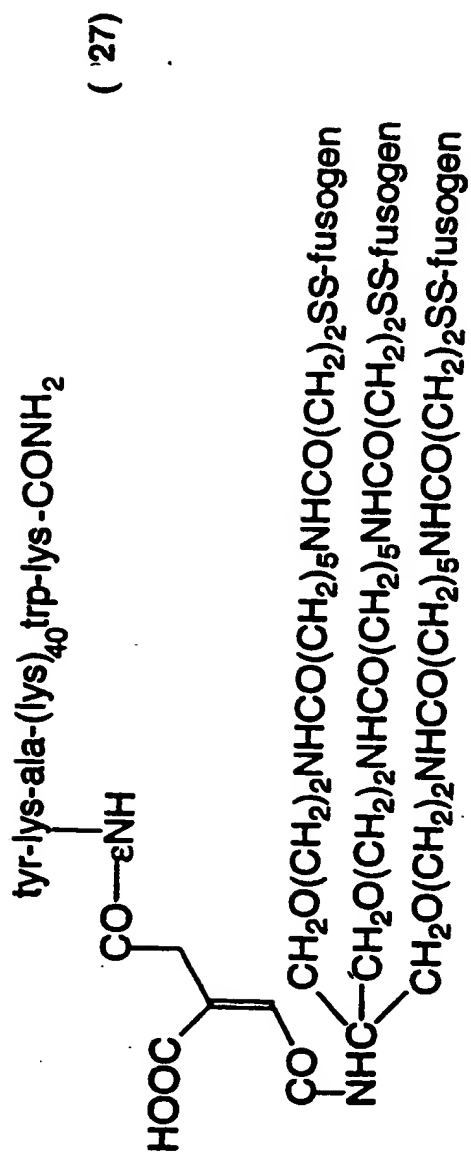 ( '27)
tyr-lys-ala-(lys)₄₀trp-lys-CONH₂
CO
εNH
HOOC
CO
NHC
CH₂O(CH₂)₂NHCO(CH₂)₅NHCO(CH₂)₂SS-fusogen
CH₂O(CH₂)₂NHCO(CH₂)₅NHCO(CH₂)₂SS-fusogen
CH₂O(CH₂)₂NHCO(CH₂)₅NHCO(CH₂)₂SS-fusogen